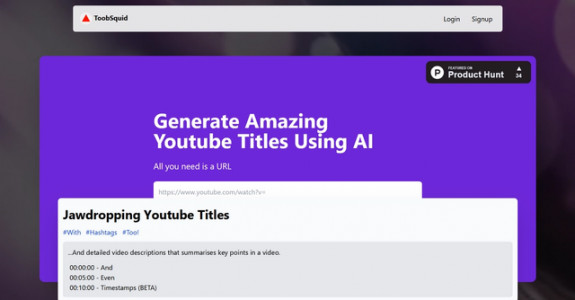 ToobSquid
Login Signup
FEATURED ON
Product Hunt
34
Generate Amazing
Youtube Titles Using AI
All you need is a URL
https://www.youtube.com/watch?v=
Jawdropping Youtube Titles
#With #Hashtags #Too!
...And detailed video descriptions that summarises key points in a video.
00:00:00 - And
00:05:00 - Even
00:10:00 - Timestamps (BETA)